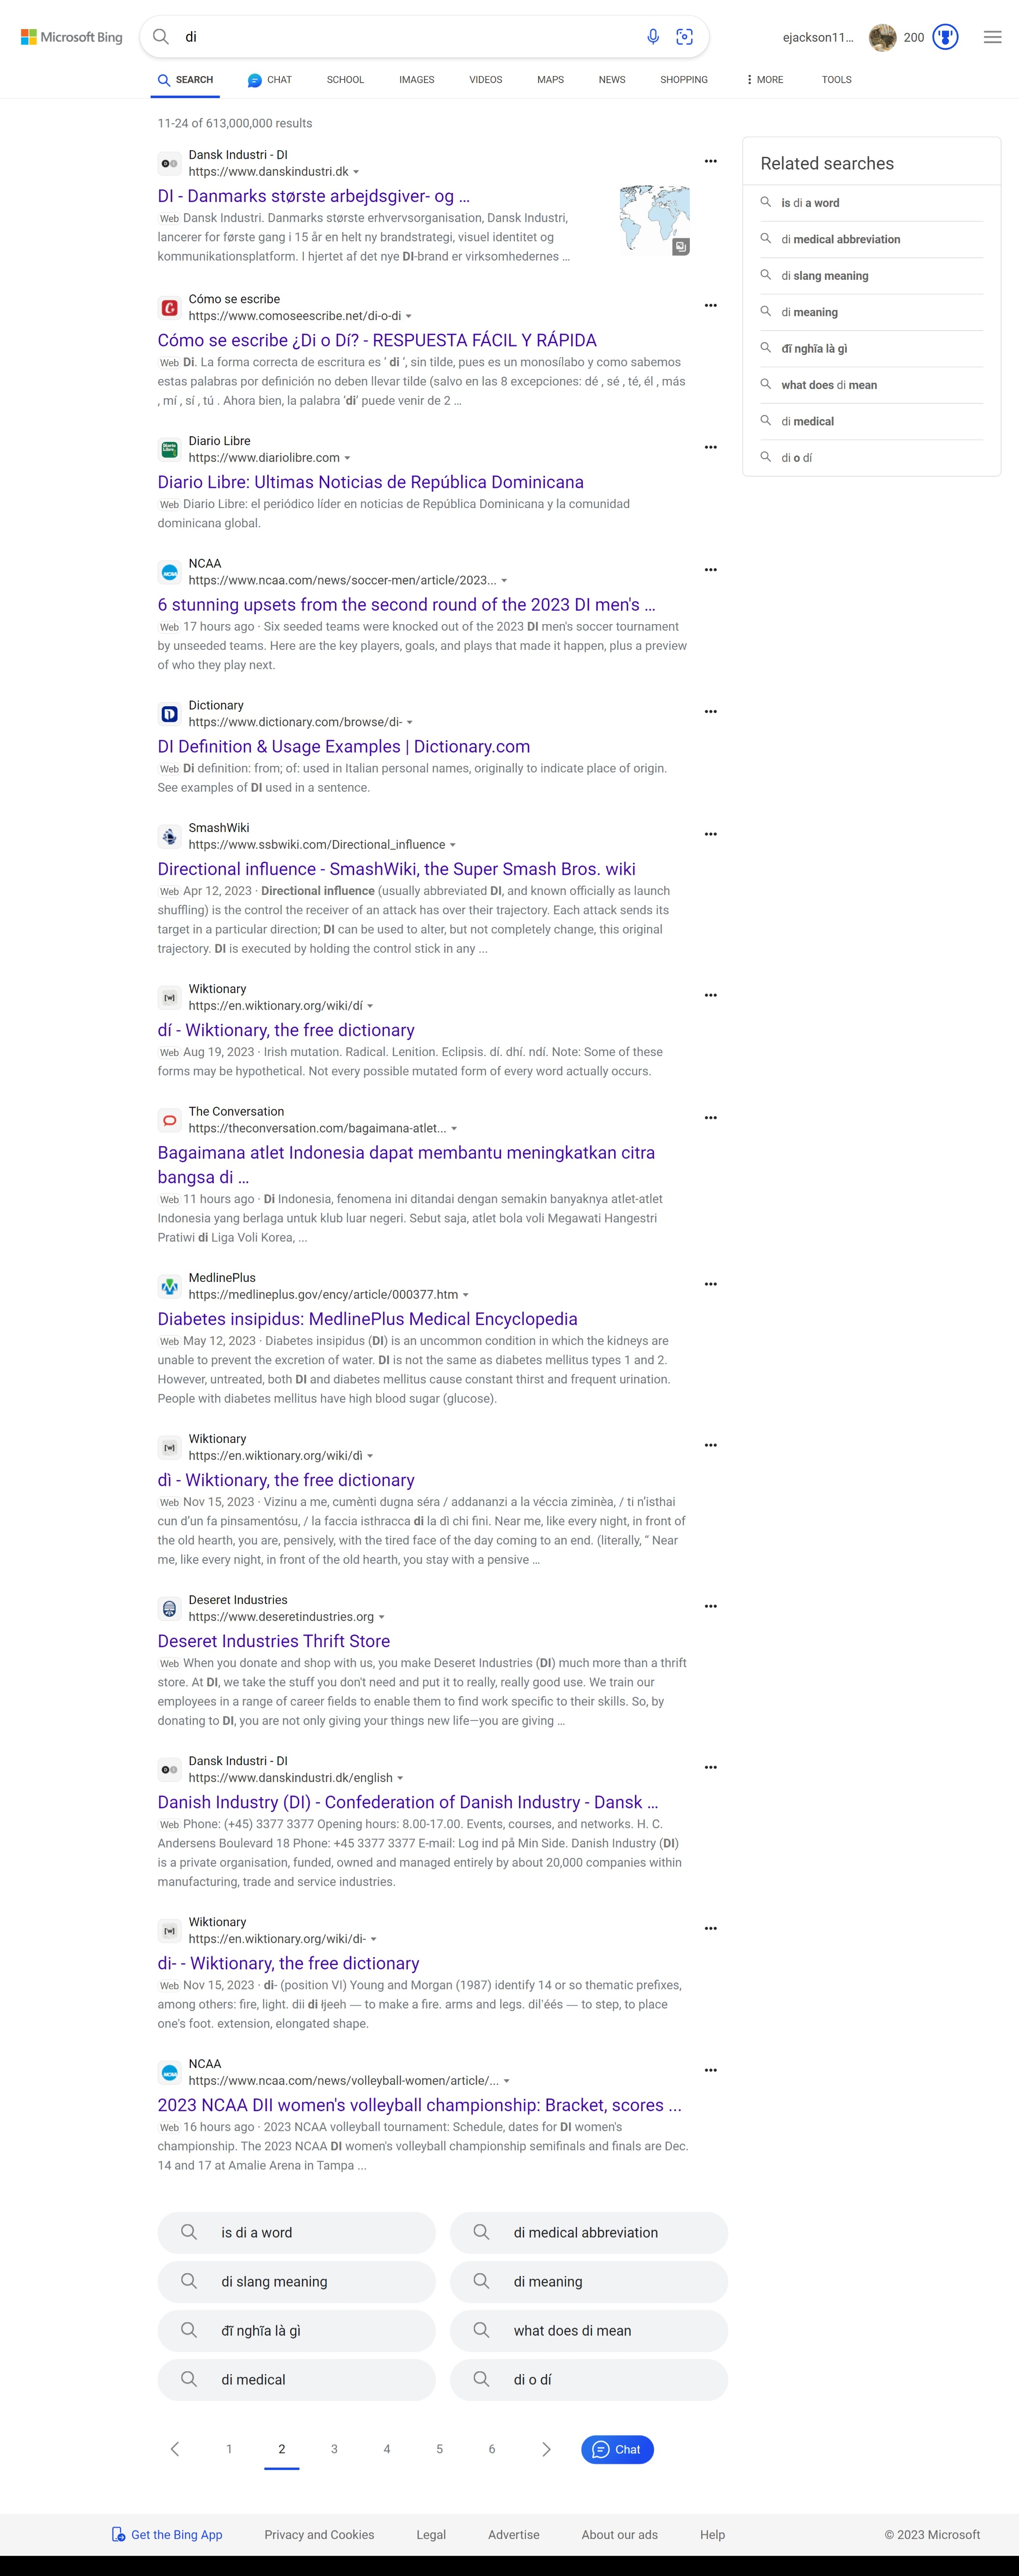 Microsoft Bing
di
ejackson11...
200
SEARCH
CHAT
SCHOOL
IMAGES
VIDEOS
MAPS
NEWS
SHOPPING
MORE
TOOLS
11-24 of 613,000,000 results
Dansk Industri - DI
https://www.danskindustri.dk
DI - Danmarks største arbejdsgiver- og ...
Web Dansk Industri. Danmarks største erhvervsorganisation, Dansk Industri,
lancerer for første gang i 15 år en helt ny brandstrategi, visuel identitet og
kommunikationsplatform. I hjertet af det nye DI-brand er virksomhedernes ...
Cómo se escribe
https://www.comoseescribe.net/di-o-di
Cómo se escribe ¿Di o Dí? - RESPUESTA FÁCIL Y RÁPIDA
Web Di. La forma correcta de escritura es ‘ di ‘, sin tilde, pues es un monosílabo y como sabemos
estas palabras por definición no deben llevar tilde (salvo en las 8 excepciones: dé , sé , té, él , más
, mí , sí , tú . Ahora bien, la palabra ‘di’ puede venir de 2 ...
Diario Libre
https://www.diariolibre.com
Diario Libre: Ultimas Noticias de República Dominicana
Web Diario Libre: el periódico líder en noticias de República Dominicana y la comunidad
dominicana global.
NCAA
https://www.ncaa.com/news/soccer-men/article/2023...
6 stunning upsets from the second round of the 2023 DI men's ...
Web 17 hours ago · Six seeded teams were knocked out of the 2023 DI men's soccer tournament
by unseeded teams. Here are the key players, goals, and plays that made it happen, plus a preview
of who they play next.
Dictionary
https://www.dictionary.com/browse/di-
DI Definition & Usage Examples | Dictionary.com
Web Di definition: from; of: used in Italian personal names, originally to indicate place of origin.
See examples of DI used in a sentence.
SmashWiki
https://www.ssbwiki.com/Directional_influence
Directional influence - SmashWiki, the Super Smash Bros. wiki
Web Apr 12, 2023 · Directional influence (usually abbreviated DI, and known officially as launch
shuffling) is the control the receiver of an attack has over their trajectory. Each attack sends its
target in a particular direction; DI can be used to alter, but not completely change, this original
trajectory. DI is executed by holding the control stick in any ...
Wiktionary
https://en.wiktionary.org/wiki/dí
dí - Wiktionary, the free dictionary
Web Aug 19, 2023 · Irish mutation. Radical. Lenition. Eclipsis. dí. dhí. ndí. Note: Some of these
forms may be hypothetical. Not every possible mutated form of every word actually occurs.
The Conversation
https://theconversation.com/bagaimana-atlet...
Bagaimana atlet Indonesia dapat membantu meningkatkan citra
bangsa di ...
Web 11 hours ago · Di Indonesia, fenomena ini ditandai dengan semakin banyaknya atlet-atlet
Indonesia yang berlaga untuk klub luar negeri. Sebut saja, atlet bola voli Megawati Hangestri
Pratiwi di Liga Voli Korea, ...
MedlinePlus
https://medlineplus.gov/ency/article/000377.htm
Diabetes insipidus: MedlinePlus Medical Encyclopedia
Web May 12, 2023 · Diabetes insipidus (DI) is an uncommon condition in which the kidneys are
unable to prevent the excretion of water. DI is not the same as diabetes mellitus types 1 and 2.
However, untreated, both DI and diabetes mellitus cause constant thirst and frequent urination.
People with diabetes mellitus have high blood sugar (glucose).
Wiktionary
https://en.wiktionary.org/wiki/dì
dì - Wiktionary, the free dictionary
Web Nov 15, 2023 · Vizinu a me, cumènti dugna séra / addananzi a la véccia ziminèa, / ti n’isthai
cun d’un fa pinsamentósu, / la faccia isthracca di la dì chi fini. Near me, like every night, in front of
the old hearth, you are, pensively, with the tired face of the day coming to an end. (literally, “ Near
me, like every night, in front of the old hearth, you stay with a pensive ...
Deseret Industries
https://www.deseretindustries.org
Deseret Industries Thrift Store
Web When you donate and shop with us, you make Deseret Industries (DI) much more than a thrift
store. At DI, we take the stuff you don't need and put it to really, really good use. We train our
employees in a range of career fields to enable them to find work specific to their skills. So, by
donating to DI, you are not only giving your things new life—you are giving ...
Dansk Industri - DI
https://www.danskindustri.dk/english
Danish Industry (DI) - Confederation of Danish Industry - Dansk ...
Web Phone: (+45) 3377 3377 Opening hours: 8.00-17.00. Events, courses, and networks. H. C.
Andersens Boulevard 18 Phone: +45 3377 3377 E-mail: Log ind på Min Side. Danish Industry (DI)
is a private organisation, funded, owned and managed entirely by about 20,000 companies within
manufacturing, trade and service industries.
Wiktionary
https://en.wiktionary.org/wiki/di-
di- - Wiktionary, the free dictionary
Web Nov 15, 2023 · di- (position VI) Young and Morgan (1987) identify 14 or so thematic prefixes,
among others: fire, light. dii di łjeeh — to make a fire. arms and legs. dilʼéés — to step, to place
one's foot. extension, elongated shape.
NCAA
https://www.ncaa.com/news/volleyball-women/article/...
2023 NCAA DII women's volleyball championship: Bracket, scores ...
Web 16 hours ago · 2023 NCAA volleyball tournament: Schedule, dates for DI women's
championship. The 2023 NCAA DI women's volleyball championship semifinals and finals are Dec.
14 and 17 at Amalie Arena in Tampa ...
Related searches
is di a word
di medical abbreviation
di slang meaning
di meaning
đĩ nghĩa là gì
what does di mean
di medical
di o dí
is di a word
di medical abbreviation
di slang meaning
di meaning
đĩ nghĩa là gì
what does di mean
di medical
di o dí
1 2 3 4 5 6
Chat
Get the Bing App
Privacy and Cookies
Legal
Advertise
About our ads
Help
© 2023 Microsoft